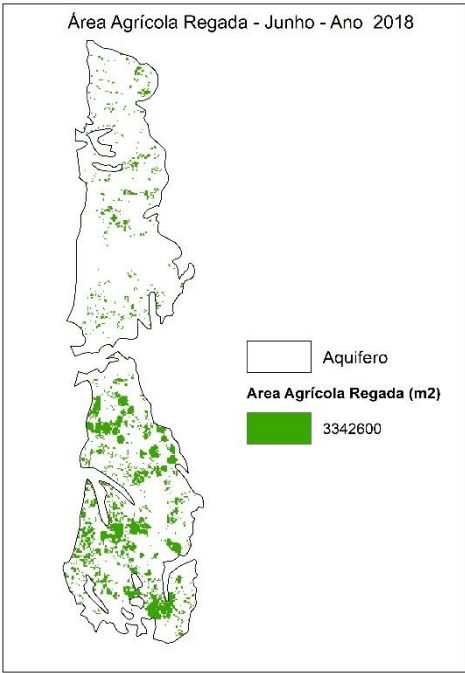 Área Agrícola Regada - Junho - Ano 2018
Aquifero
Area Agrícola Regada (m2)
3342600